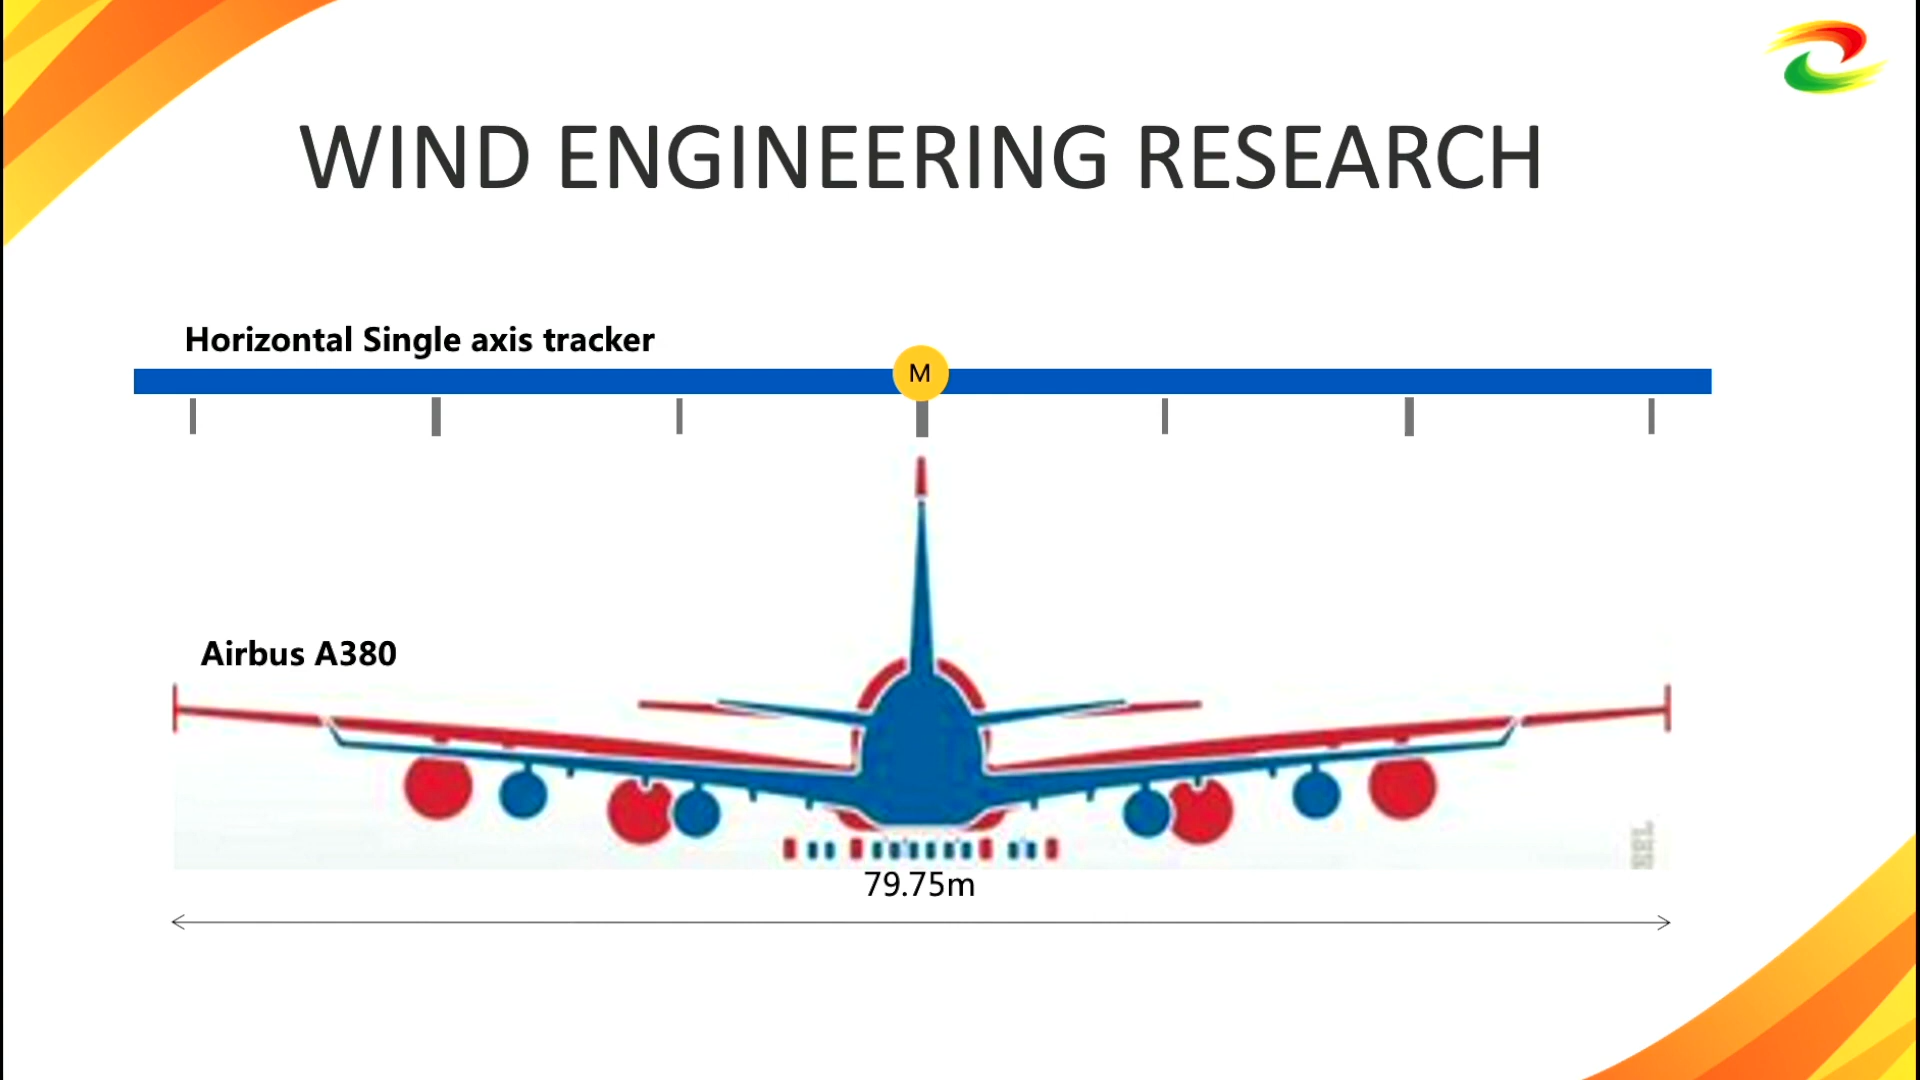 WIND ENGINEERING RESEARCH
Horizontal Single axis tracker
M
Airbus A380
79.75m